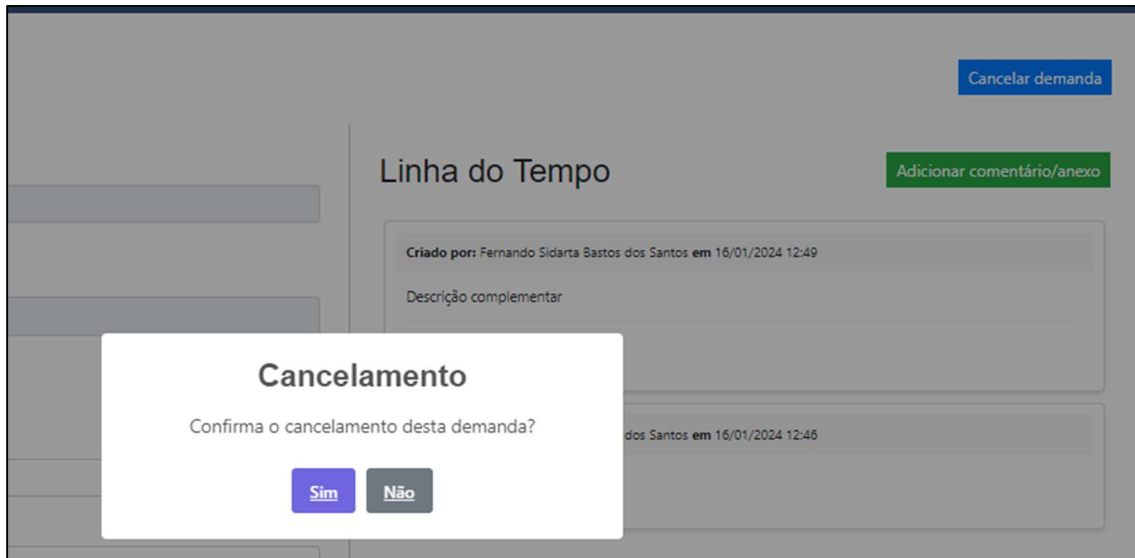 Cancelar demanda
Linha do Tempo
Adicionar comentário/anexo
Criado por: Fernando Sidarta Bastos dos Santos em 16/01/2024 12:49
Descrição complementar
Cancelamento
Confirma o cancelamento desta demanda?
dos Santos em 16/01/2024 12:46
Sim
Não